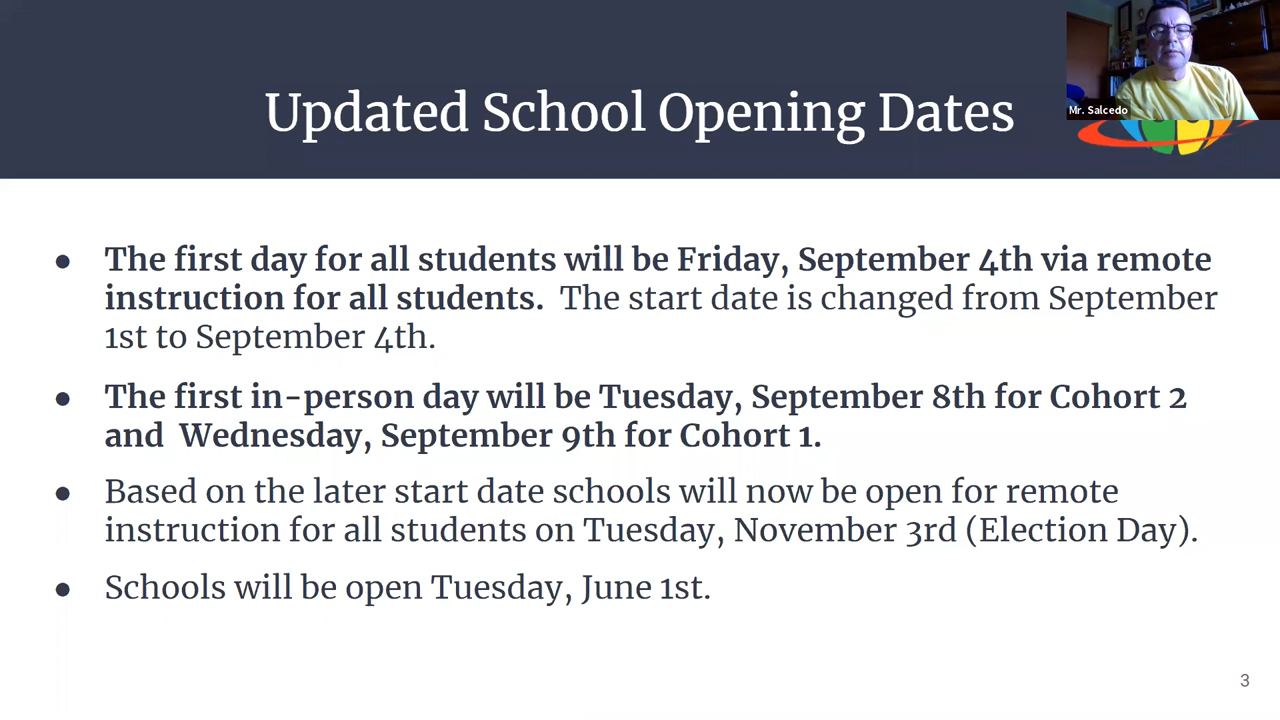 Mr. Salcedo
Updated School Opening Dates
● The first day for all students will be Friday, September 4th via remote
instruction for all students. The start date is changed from September
1st to September 4th.
● The first in-person day will be Tuesday, September 8th for Cohort 2
and Wednesday, September 9th for Cohort 1.
● Based on the later start date schools will now be open for remote
instruction for all students on Tuesday, November 3rd (Election Day).
● Schools will be open Tuesday, June 1st.
3